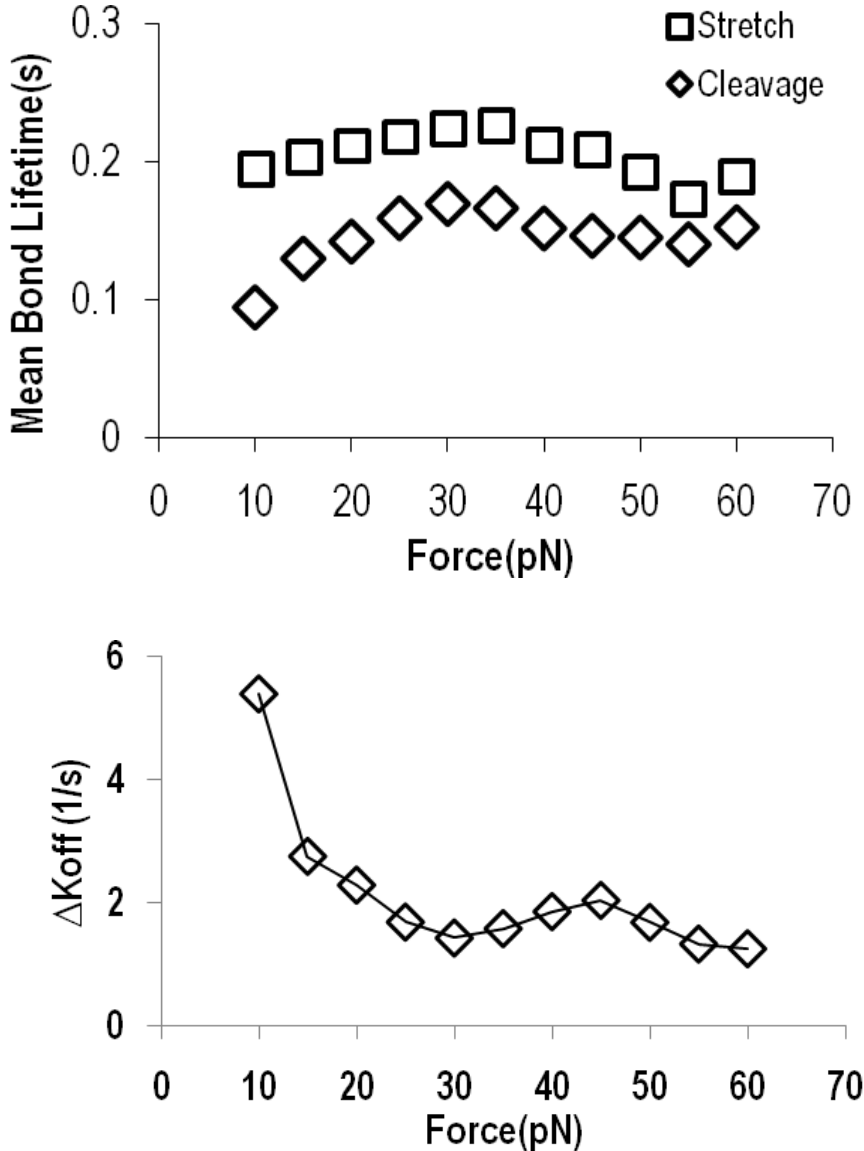 0.3
Stretch
Cleavage
0.2
0.1
0
Mean Bond Lifetime(s)
0 10 20 30 40 50 60 70
Force(pN)
6
4
2
0
ΔKoff (1/s)
0 10 20 30 40 50 60 70
Force(pN)